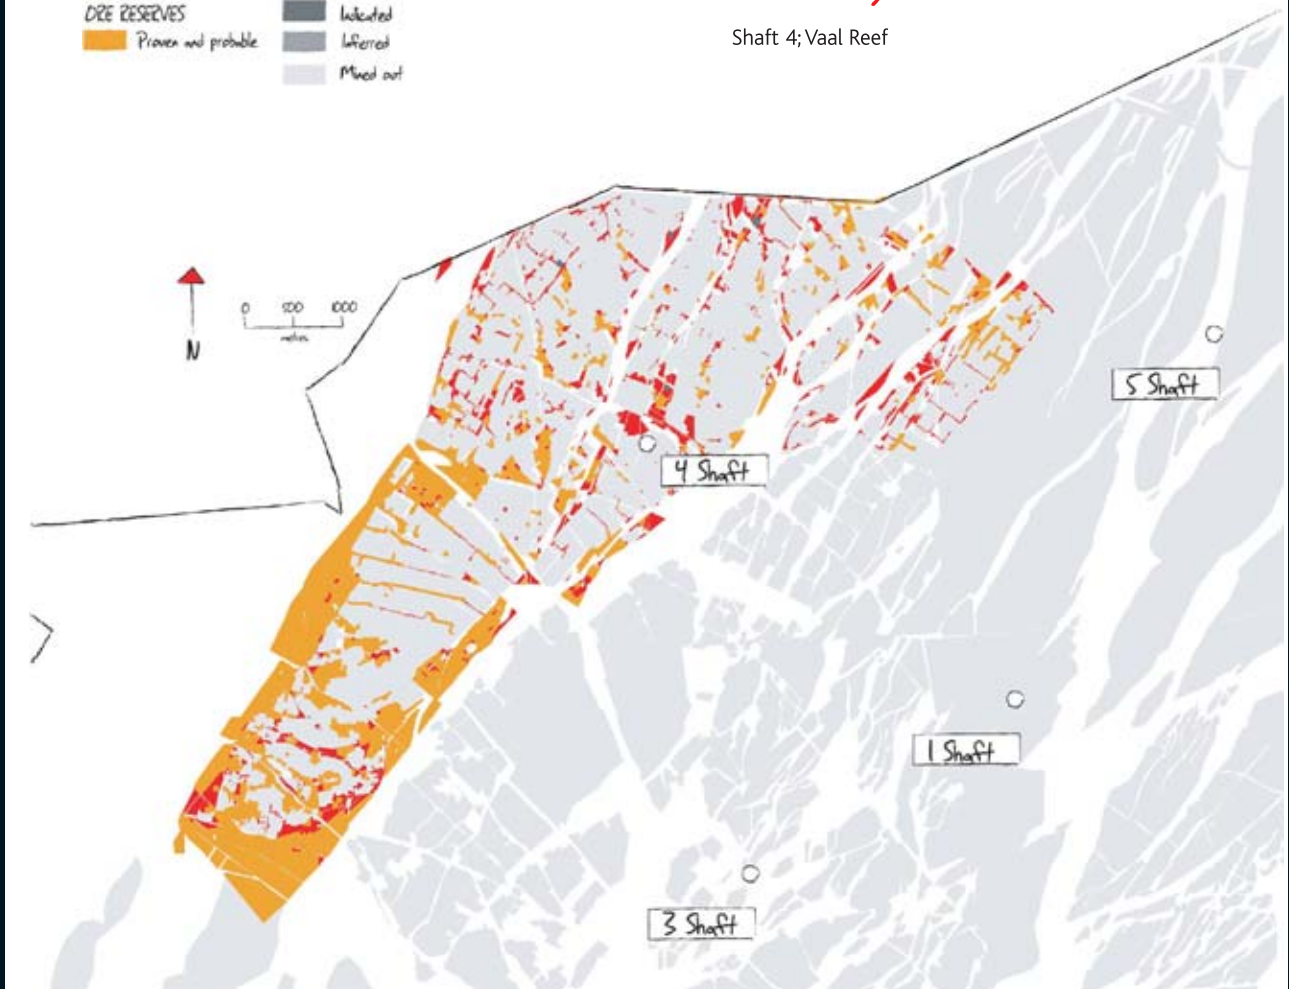 ORE RESERVES
Proven and probable
Indicated
Inferred
Mined out
Shaft 4; Vaal Reef
N
0 500 1000
metres
5 Shaft
4 Shaft
1 Shaft
3 Shaft